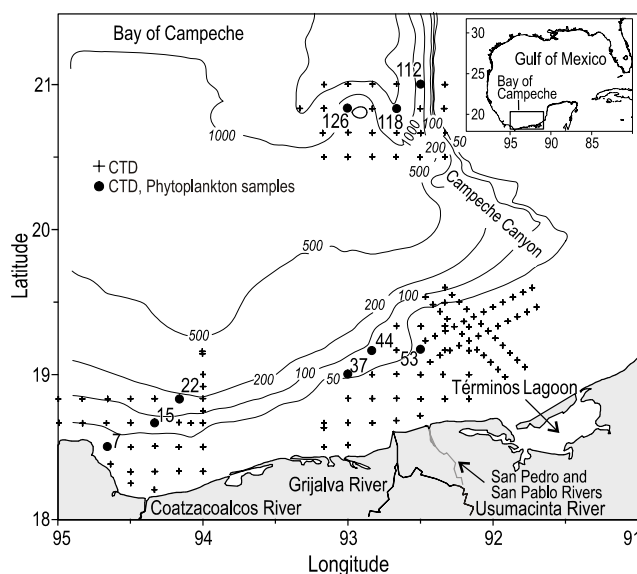 Bay of Campeche
Gulf of Mexico
Bay of
Campeche
30
25
20
95 90 85 80
112
126
118
1000
1000
100
200
50
500
CTD
CTD, Phytoplankton samples
Campeche Canyon
500
500
200
100
50
200
100
50
44
37
53
22
15
Términos Lagoon
San Pedro and
San Pablo Rivers
Grijalva River
Usumacinta River
Coatzacoalcos River
21
20
19
18
Latitude
95 94 93 92 91
Longitude